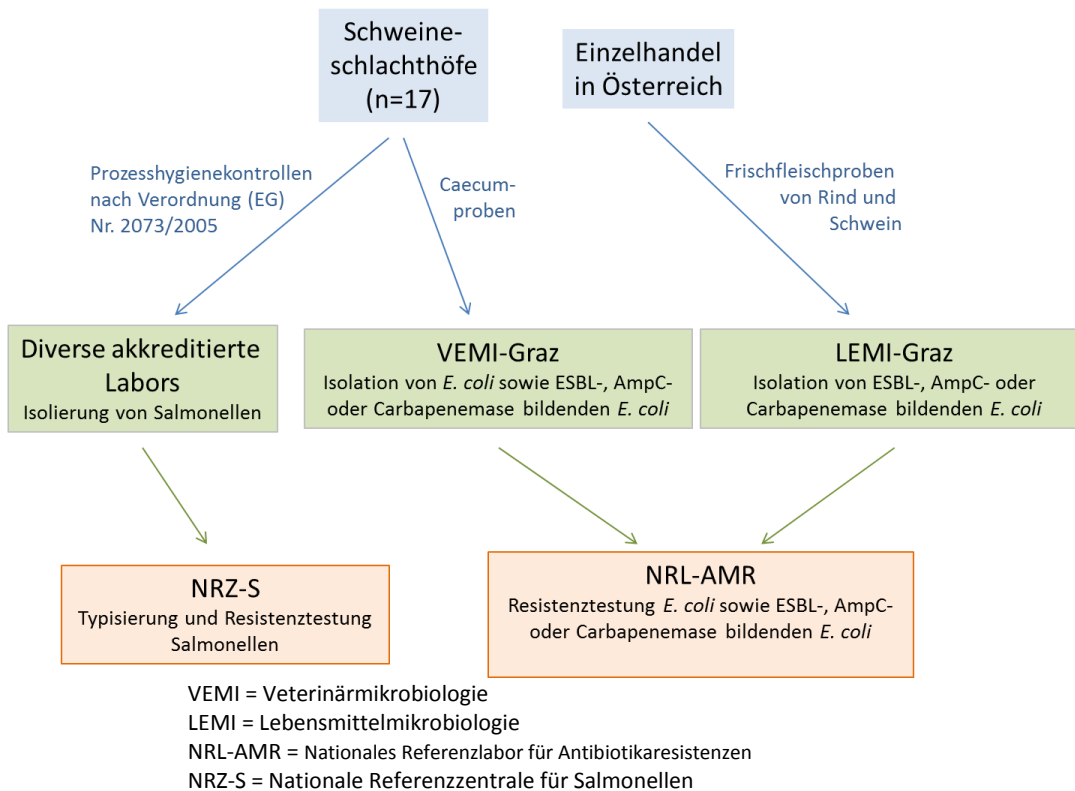 Schweine-
schlachthöfe
(n=17)
Einzelhandel
in Österreich
Prozesshygienekontrollen
nach Verordnung (EG)
Nr. 2073/2005
Caecum-
proben
Frischfleischproben
von Rind und
Schwein
Diverse akkreditierte
Labors
Isolierung von Salmonellen
VEMI-Graz
Isolation von E. coli sowie ESBL-, AmpC-
oder Carbapenemase bildenden E. coli
LEMI-Graz
Isolation von ESBL-, AmpC- oder
Carbapenemase bildenden E. coli
NRZ-S
Typisierung und Resistenztestung
Salmonellen
NRL-AMR
Resistenztestung E. coli sowie ESBL-, AmpC-
oder Carbapenemase bildenden E. coli
VEMI = Veterinärmikrobiologie
LEMI = Lebensmittelmikrobiologie
NRL-AMR = Nationales Referenzlabor für Antibiotikaresistenzen
NRZ-S = Nationale Referenzzentrale für Salmonellen